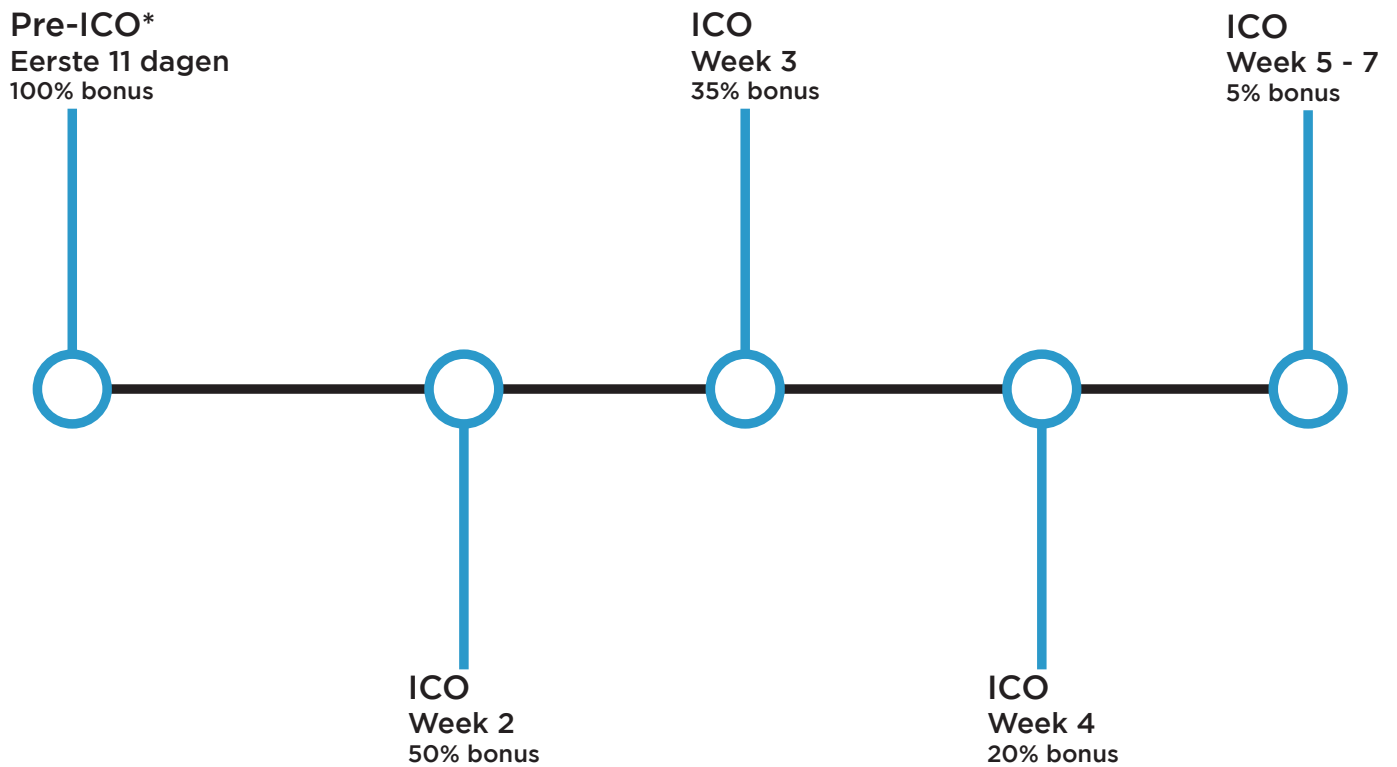 Pre-ICO*
Eerste 11 dagen
100% bonus
ICO
Week 2
50% bonus
ICO
Week 3
35% bonus
ICO
Week 4
20% bonus
ICO
Week 5 - 7
5% bonus